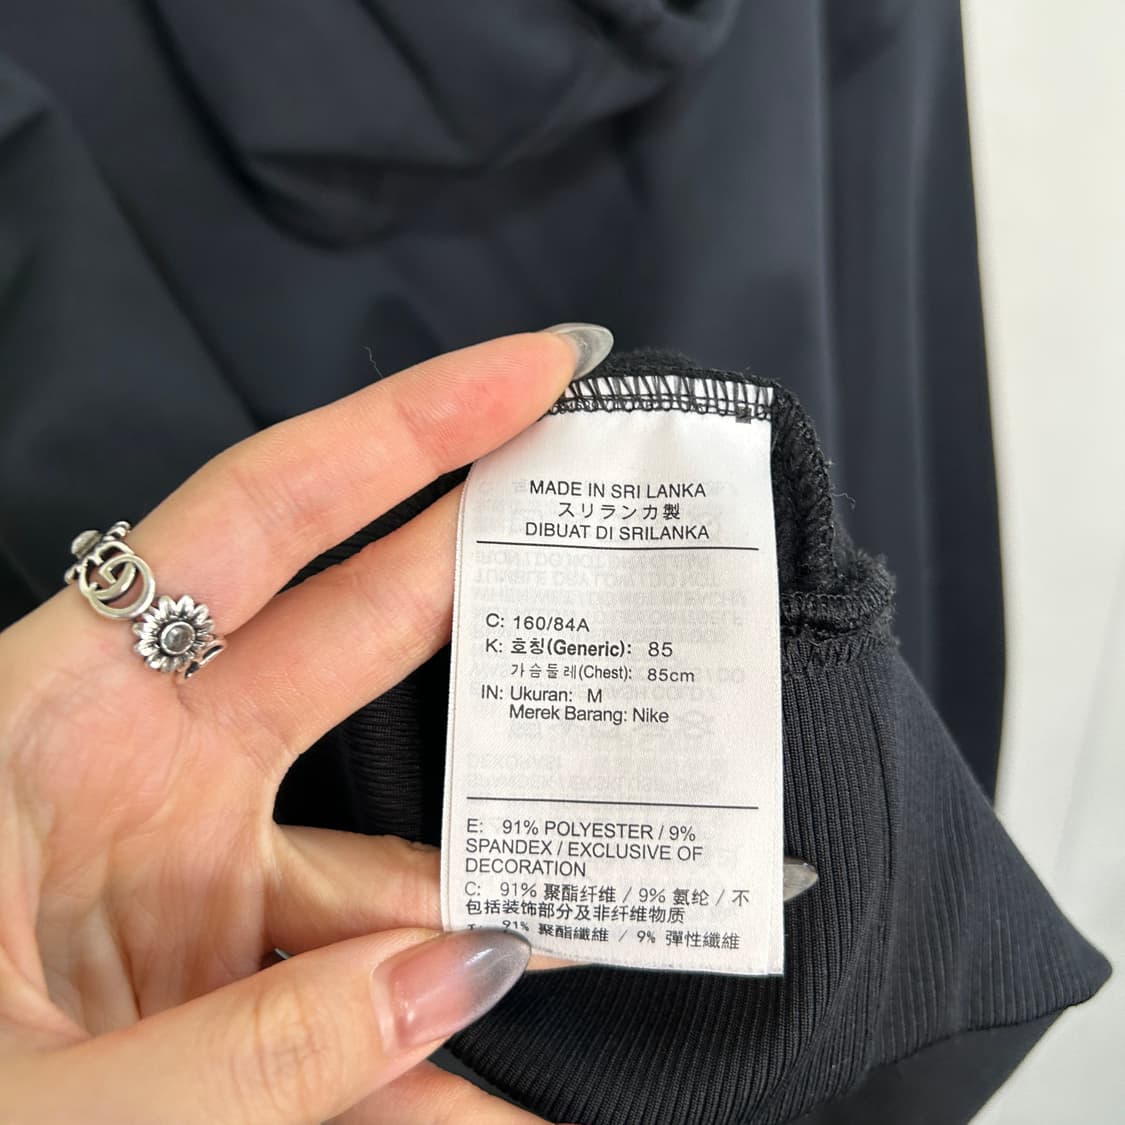 MADE IN SRI LANKA
スリランカ製
DIBUAT DI SRILANKA
C: 160/84A
K: 호칭(Generic): 85
가슴둘레(Chest): 85cm
IN: Ukuran: M
Merek Barang: Nike
E: 91% POLYESTER / 9%
SPANDEX / EXCLUSIVE OF
DECORATION
C: 91% 聚酯纤维 / 9% 氨纶 / 不
包括装饰部分及非纤维物质
91% 聚酯纖維 / 9% 彈性纖維